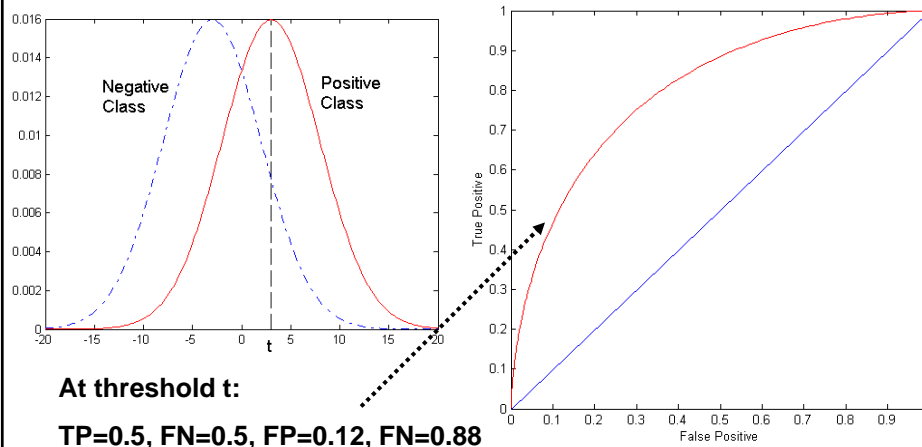 0.016
0.014
0.012
0.01
0.008
0.006
0.004
0.002
0
-20 -15 -10 -5 0 5 10 15 20
t
Negative
Class
Positive
Class
1
0.9
0.8
0.7
0.6
0.5
0.4
0.3
0.2
0.1
0
0 0.1 0.2 0.3 0.4 0.5 0.6 0.7 0.8 0.9
True Positive
False Positive
At threshold t:
TP=0.5, FN=0.5, FP=0.12, FN=0.88